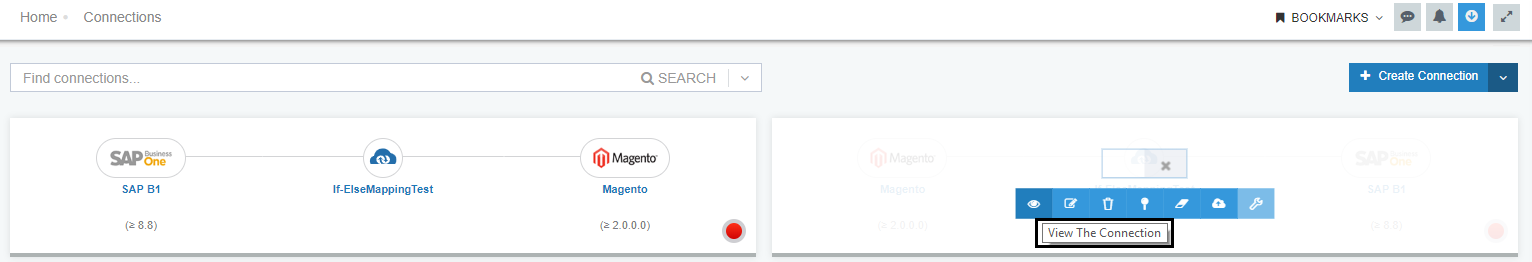 Home Connections
BOOKMARKS
Find connections... SEARCH
Create Connection
SAP Business One
Magento
Magento
SAP Business One
SAP B1
If-ElseMappingTest
Magento
Magento
If-ElseMappingTest
SAP B1
(≥ 8.8)
(≥ 2.0.0.0)
(≥ 2.0.0.0)
(≥ 8.8)
View The Connection